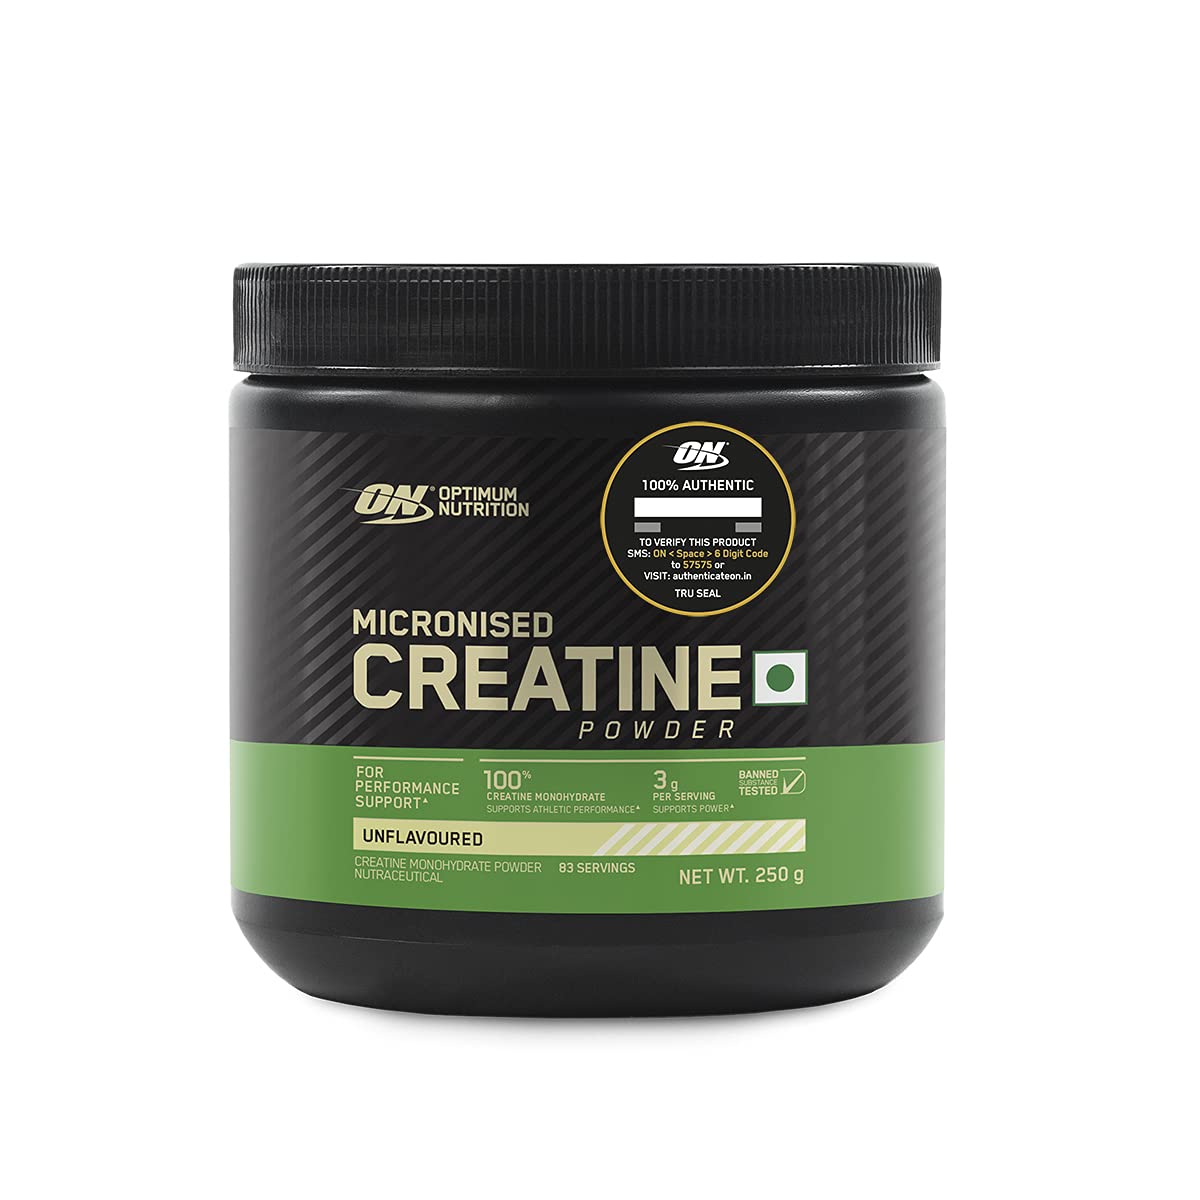 ON
100% AUTHENTIC
TO VERIFY THIS PRODUCT
SMS: ON < Space > 6 Digit Code
to 57575 or
VISIT: authenticateon.in
TRU SEAL
ON® OPTIMUM
NUTRITION
MICRONISED
CREATINE
POWDER
FOR
PERFORMANCE
SUPPORT▲
100%
CREATINE MONOHYDRATE
SUPPORTS ATHLETIC PERFORMANCE▲
3 g
PER SERVING
SUPPORTS POWER▲
BANNED
SUBSTANCE
TESTED
UNFLAVOURED
CREATINE MONOHYDRATE POWDER
NUTRACEUTICAL
83 SERVINGS
NET WT. 250 g